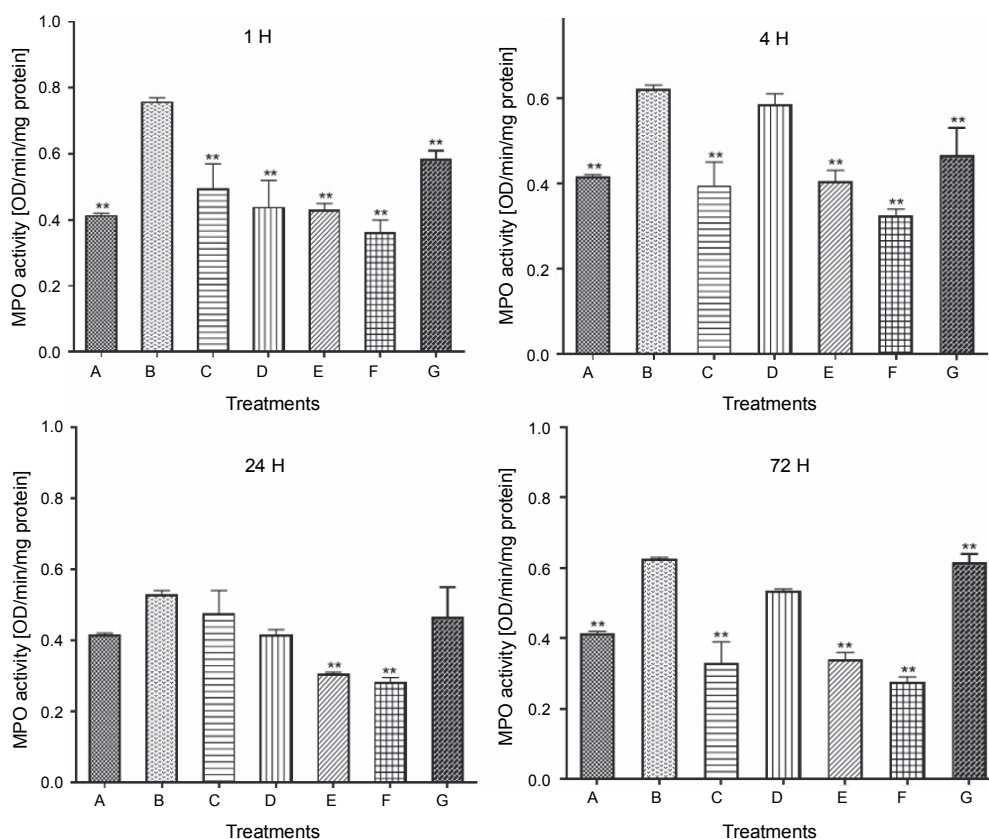 1 H
MPO activity [OD/min/mg protein]
1.0
0.8
0.6
0.4
0.2
0.0
**
**
**
**
**
**
A B C D E F G
Treatments
4 H
MPO activity [OD/min/mg protein]
0.6
0.4
0.2
0.0
**
**
**
**
**
A B C D E F G
Treatments
24 H
MPO activity [OD/min/mg protein]
1.0
0.8
0.6
0.4
0.2
0.0
**
**
A B C D E F G
Treatments
72 H
MPO activity [OD/min/mg protein]
1.0
0.8
0.6
0.4
0.2
0.0
**
**
**
**
**
A B C D E F G
Treatments